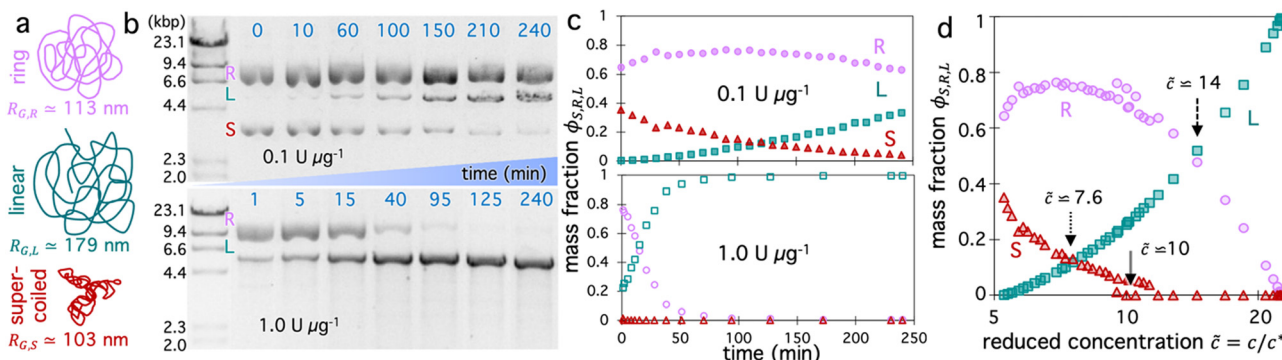 a
ring
R_G,R ≃ 113 nm
linear
R_G,L ≃ 179 nm
super-
coiled
R_G,S ≃ 103 nm
b
(kbp)
23.1
9.4
6.6
4.4
2.3
2.0
0 10 60 100 150 210 240
R
L
S
0.1 U μg⁻¹
time (min)
23.1
9.4
6.6
4.4
2.3
2.0
1 5 15 40 95 125 240
R
L
1.0 U μg⁻¹
c
mass fraction ϕ_S,R,L
1
0.8
0.6
0.4
0.2
0
R
0.1 U μg⁻¹
L
S
1
0.8
0.6
0.4
0.2
0
1.0 U μg⁻¹
0 50 100 150 200 250
time (min)
d
mass fraction ϕ_S,R,L
1
0.8
0.6
0.4
0.2
0
R
c̃ ≃ 14
L
c̃ ≃ 7.6
S
c̃ ≃ 10
5 10 20
reduced concentration c̃ = c/c*